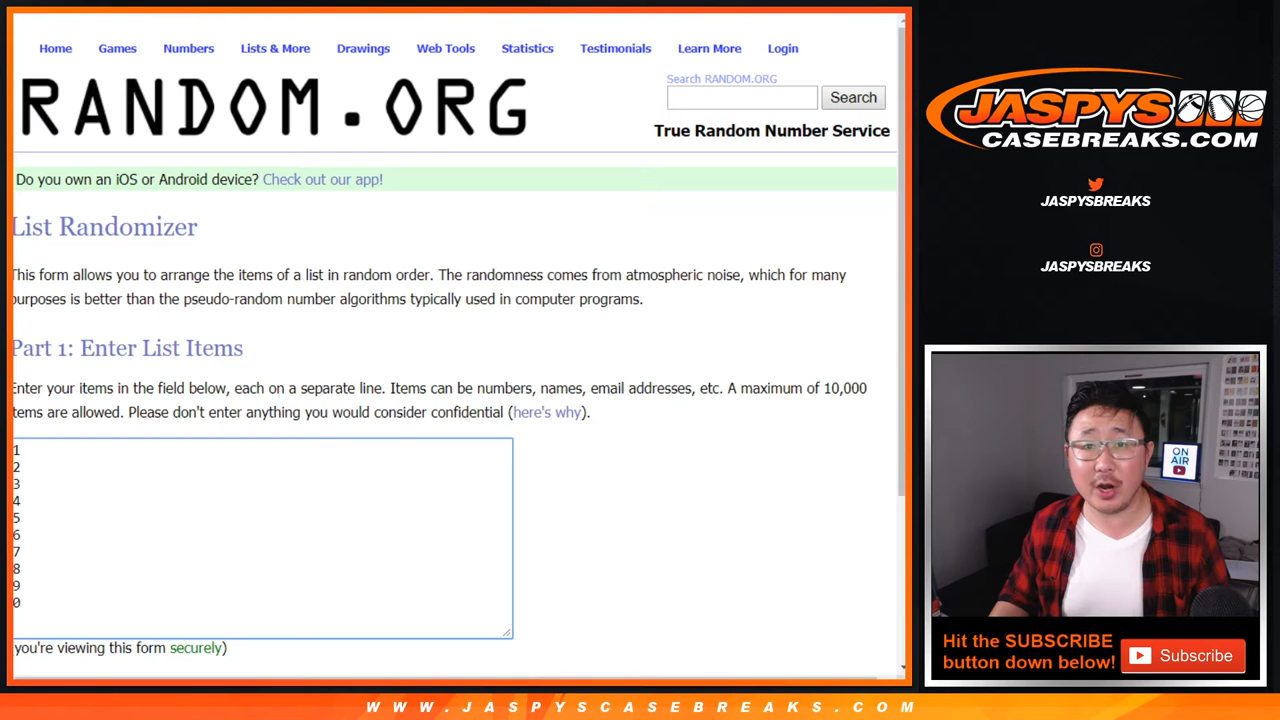 Home Games Numbers Lists & More Drawings Web Tools Statistics Testimonials Learn More Login
RANDOM.ORG
Search RANDOM.ORG
Search
True Random Number Service
Do you own an iOS or Android device? Check out our app!
List Randomizer
This form allows you to arrange the items of a list in random order. The randomness comes from atmospheric noise, which for many
purposes is better than the pseudo-random number algorithms typically used in computer programs.
Part 1: Enter List Items
Enter your items in the field below, each on a separate line. Items can be numbers, names, email addresses, etc. A maximum of 10,000
items are allowed. Please don't enter anything you would consider confidential (here's why).
1
2
3
4
5
6
7
8
9
0
you're viewing this form securely)
JASPYS
CASEBREAKS.COM
JASPYSBREAKS
JASPYSBREAKS
ON
AIR
Hit the SUBSCRIBE
button down below!
Subscribe
WWW.JASPYSCASEBREAKS.COM